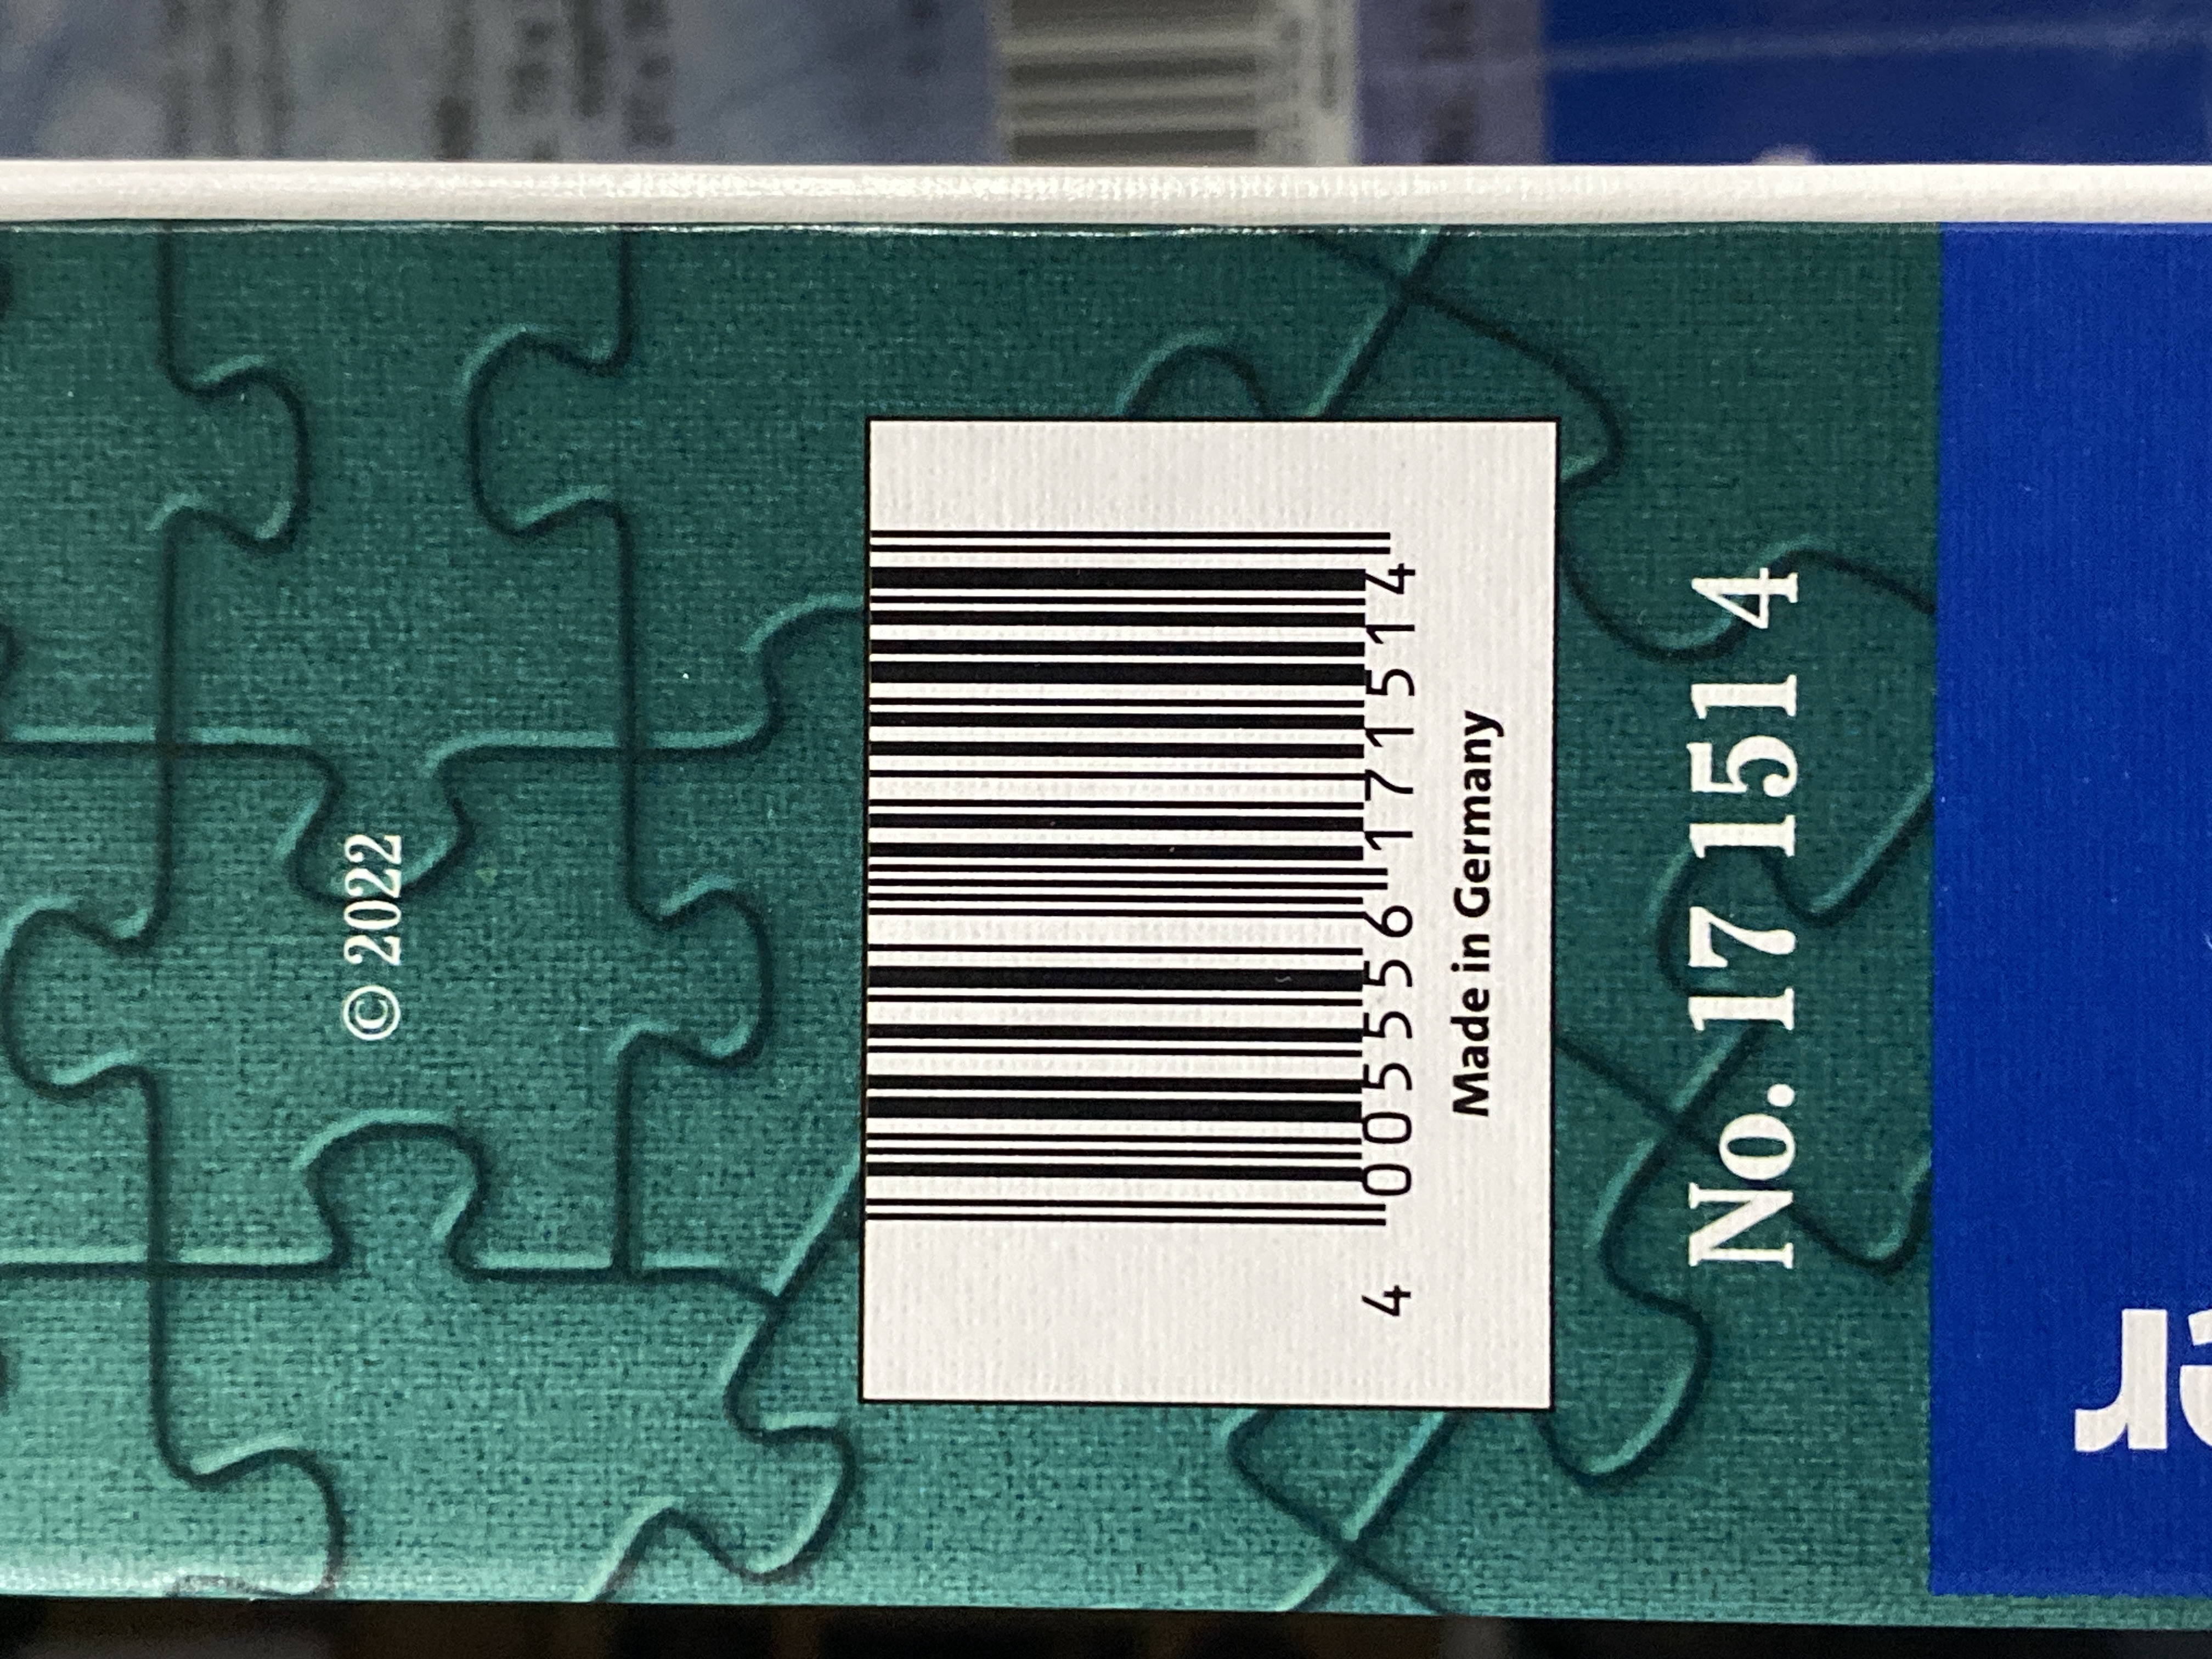 © 2022
4 005556 171514
Made in Germany
No. 17 151 4